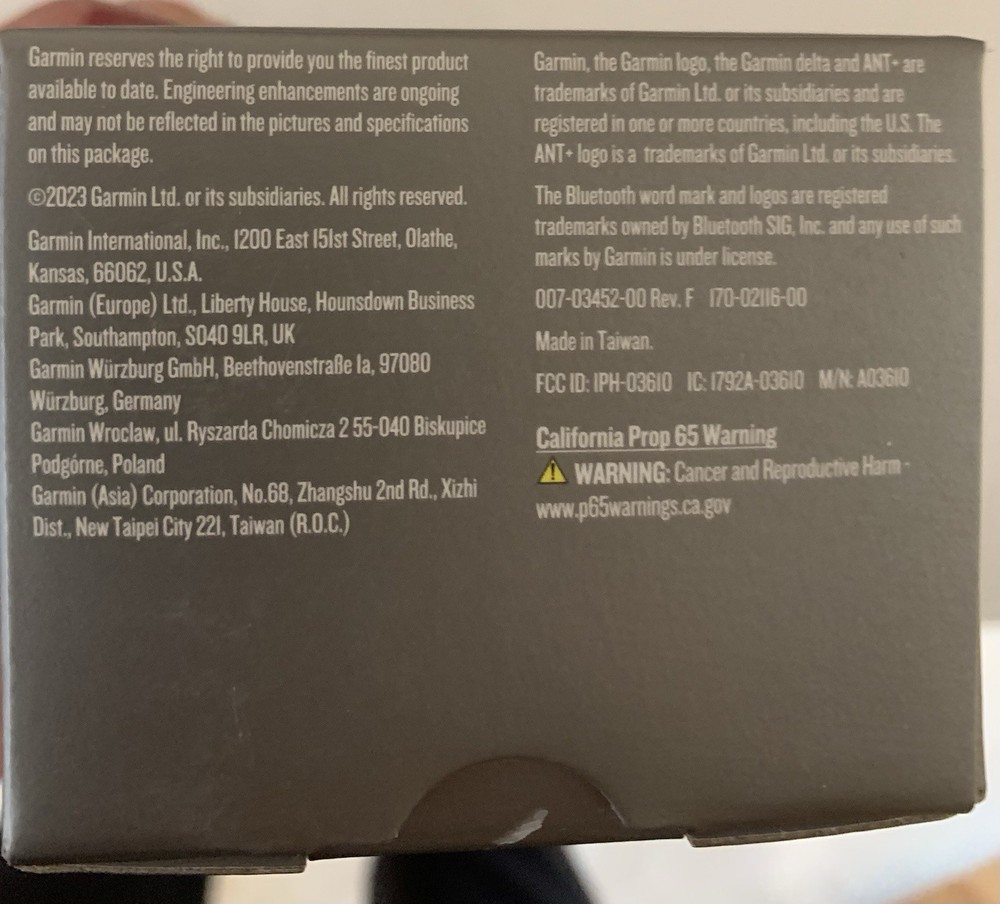 Garmin reserves the right to provide you the finest product
available to date. Engineering enhancements are ongoing
and may not be reflected in the pictures and specifications
on this package.
©2023 Garmin Ltd. or its subsidiaries. All rights reserved.
Garmin International, Inc., 1200 East 151st Street, Olathe,
Kansas, 66062, U.S.A.
Garmin (Europe) Ltd., Liberty House, Hounsdown Business
Park, Southampton, SO40 9LR, UK
Garmin Würzburg GmbH, Beethovenstraße 1a, 97080
Würzburg, Germany
Garmin Wroclaw, ul. Ryszarda Chomicza 2 55-040 Biskupice
Podgórne, Poland
Garmin (Asia) Corporation, No.68, Zhangshu 2nd Rd., Xizhi
Dist., New Taipei City 221, Taiwan (R.O.C.)
Garmin, the Garmin logo, the Garmin delta and ANT+ are
trademarks of Garmin Ltd. or its subsidiaries and are
registered in one or more countries, including the U.S. The
ANT+ logo is a trademarks of Garmin Ltd. or its subsidiaries.
The Bluetooth word mark and logos are registered
trademarks owned by Bluetooth SIG, Inc. and any use of such
marks by Garmin is under license.
007-03452-00 Rev. F 170-02116-00
Made in Taiwan.
FCC ID: IPH-03610 IC: 1792A-03610 M/N: A03610
California Prop 65 Warning
WARNING: Cancer and Reproductive Harm -
www.p65warnings.ca.gov